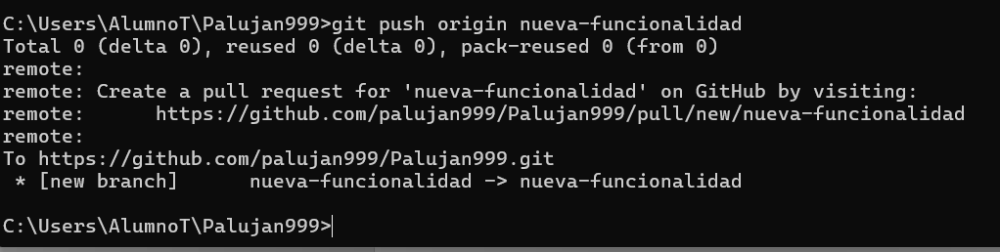 C:\Users\AlumnoT\Palujan999>git push origin nueva-funcionalidad
Total 0 (delta 0), reused 0 (delta 0), pack-reused 0 (from 0)
remote:
remote: Create a pull request for 'nueva-funcionalidad' on GitHub by visiting:
remote:      https://github.com/palujan999/Palujan999/pull/new/nueva-funcionalidad
remote:
To https://github.com/palujan999/Palujan999.git
 * [new branch]      nueva-funcionalidad -> nueva-funcionalidad
C:\Users\AlumnoT\Palujan999>